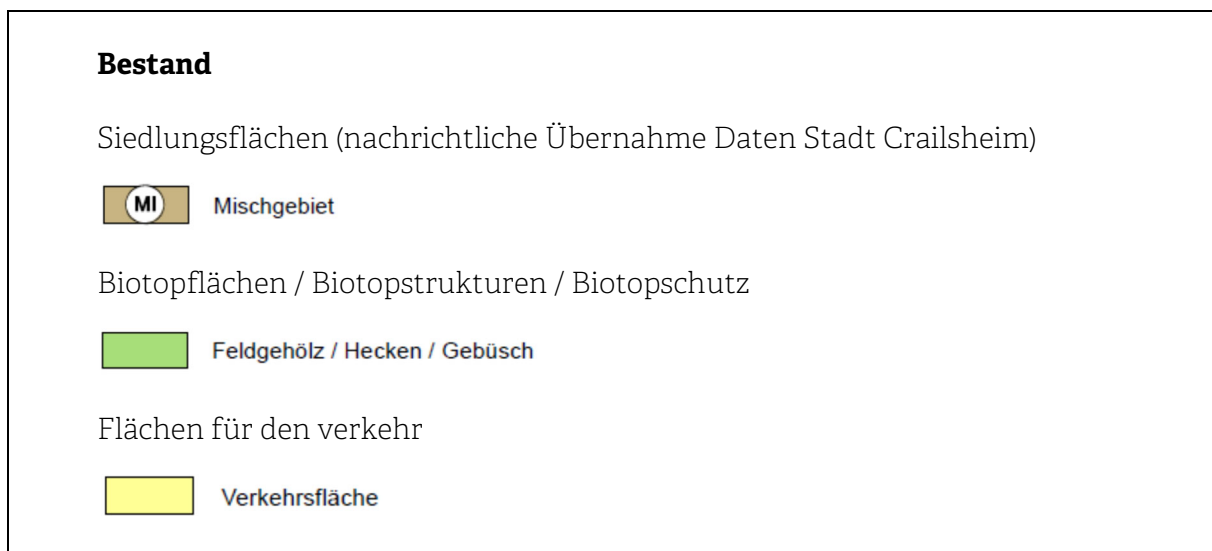 Bestand
Siedlungsflächen (nachrichtliche Übernahme Daten Stadt Crailsheim)
MI Mischgebiet
Biotopflächen / Biotopstrukturen / Biotopschutz
Feldgehölz / Hecken / Gebüsch
Flächen für den verkehr
Verkehrsfläche